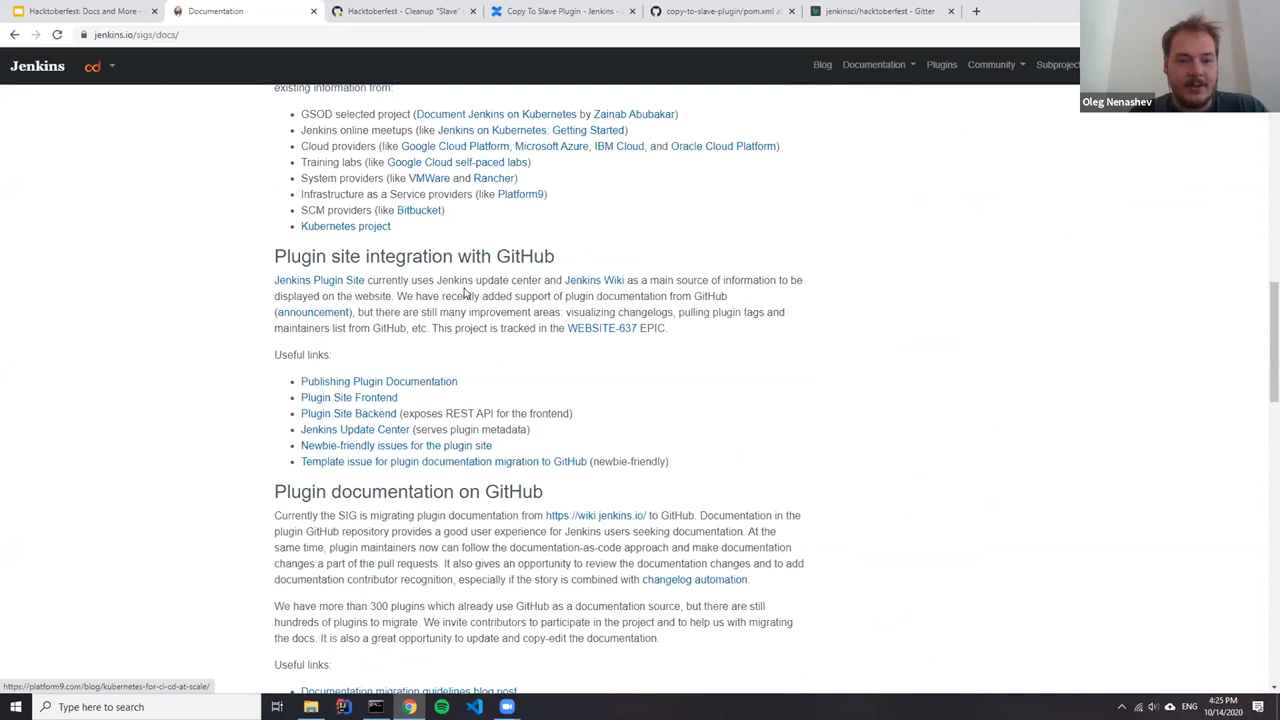 Hacktoberfest: Docs and More -
Documentation
Hacktoberfest - Cleanup "Slave"
Copy To Slave Plugin - Jenkins -
copy-to-slave-plugin/pom.xml a
jenkinsci/hacktoberfest - Gitter
jenkins.io/sigs/docs/
Jenkins
cd
Blog
Documentation
Plugins
Community
Subproject
Oleg Nenashev
existing information from:
GSOD selected project (Document Jenkins on Kubernetes by Zainab Abubakar)
Jenkins online meetups (like Jenkins on Kubernetes: Getting Started)
Cloud providers (like Google Cloud Platform, Microsoft Azure, IBM Cloud, and Oracle Cloud Platform)
Training labs (like Google Cloud self-paced labs)
System providers (like VMWare and Rancher)
Infrastructure as a Service providers (like Platform9)
SCM providers (like Bitbucket)
Kubernetes project
Plugin site integration with GitHub
Jenkins Plugin Site currently uses Jenkins update center and Jenkins Wiki as a main source of information to be
displayed on the website. We have recently added support of plugin documentation from GitHub
(announcement), but there are still many improvement areas: visualizing changelogs, pulling plugin tags and
maintainers list from GitHub, etc. This project is tracked in the WEBSITE-637 EPIC.
Useful links:
Publishing Plugin Documentation
Plugin Site Frontend
Plugin Site Backend (exposes REST API for the frontend)
Jenkins Update Center (serves plugin metadata)
Newbie-friendly issues for the plugin site
Template issue for plugin documentation migration to GitHub (newbie-friendly)
Plugin documentation on GitHub
Currently the SIG is migrating plugin documentation from https://wiki.jenkins.io/ to GitHub. Documentation in the
plugin GitHub repository provides a good user experience for Jenkins users seeking documentation. At the
same time, plugin maintainers now can follow the documentation-as-code approach and make documentation
changes a part of the pull requests. It also gives an opportunity to review the documentation changes and to add
documentation contributor recognition, especially if the story is combined with changelog automation.
We have more than 300 plugins which already use GitHub as a documentation source, but there are still
hundreds of plugins to migrate. We invite contributors to participate in the project and to help us with migrating
the docs. It is also a great opportunity to update and copy-edit the documentation.
Useful links:
Documentation migration guidelines blog post
https://platform9.com/blog/kubernetes-for-ci-cd-at-scale/
Type here to search
4:25 PM
10/14/2020